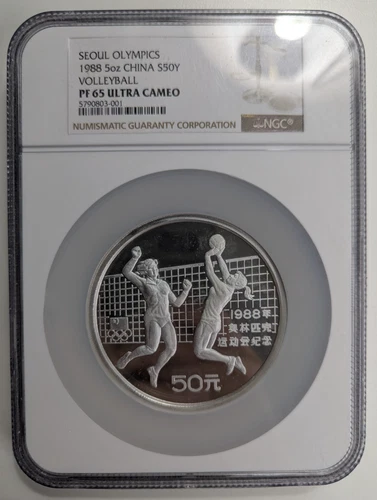 SEOUL OLYMPICS
1988 5oz CHINA S50Y
VOLLEYBALL
PF 65 ULTRA CAMEO
5790803-001
NUMISMATIC GUARANTY CORPORATION
NGC®
1988年
奥林匹克
运动会纪念
50元